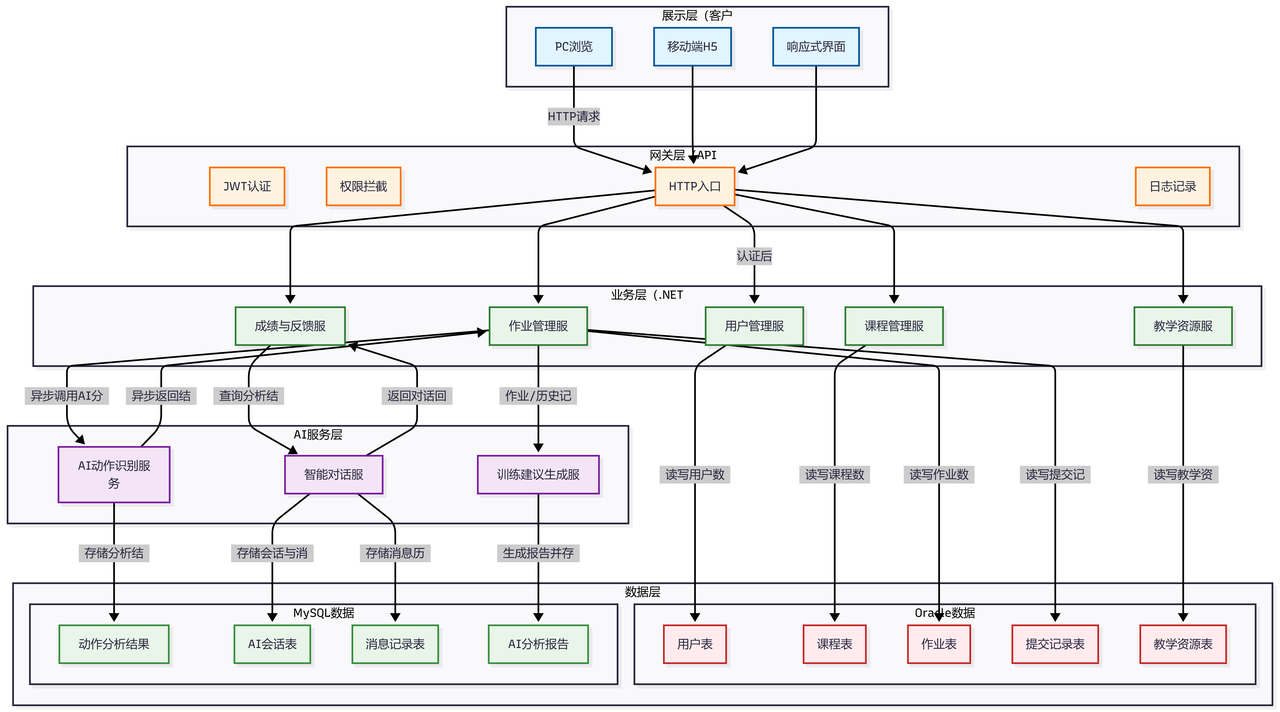 展示层（客户
PC浏览
移动端H5
响应式界面
HTTP请求
网关层（API
JWT认证
权限拦截
HTTP入口
日志记录
认证后
业务层（.NET
成绩与反馈服
作业管理服
用户管理服
课程管理服
教学资源服
异步调用AI分
异步返回结
查询分析结
返回对话回
作业/历史记
AI服务层
AI动作识别服
务
智能对话服
训练建议生成服
读写用户数
读写课程数
读写作业数
读写提交记
读写教学资
存储分析结
存储会话与消
存储消息历
生成报告并存
数据层
MySQL数据
Oracle数据
动作分析结果
AI会话表
消息记录表
AI分析报告
用户表
课程表
作业表
提交记录表
教学资源表